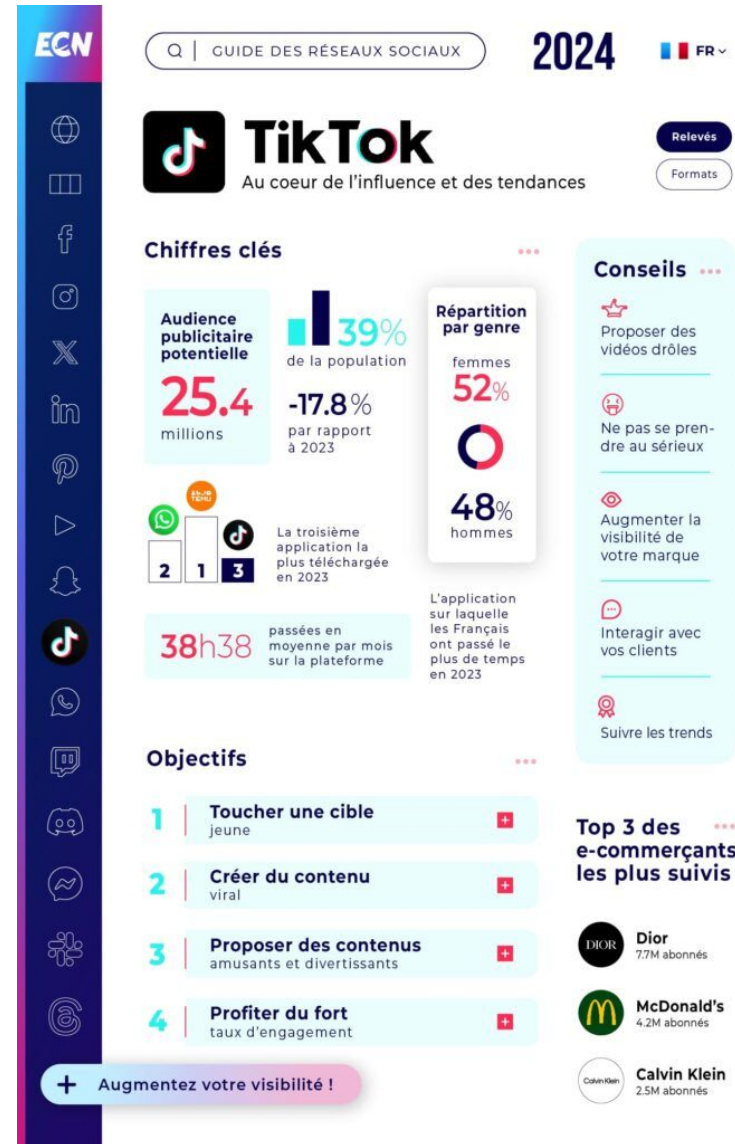 ECN
GUIDE DES RÉSEAUX SOCIAUX
2024
FR
TikTok
Au coeur de l'influence et des tendances
Relevés
Formats
Chiffres clés
Audience
publicitaire
potentielle
25.4
millions
39%
de la population
-17.8%
par rapport
à 2023
Répartition
par genre
femmes
52%
48%
hommes
TEMU
2 1 3
La troisième
application la
plus téléchargée
en 2023
38h38
passées en
moyenne par mois
sur la plateforme
L'application
sur laquelle
les Français
ont passé le
plus de temps
en 2023
Conseils
Proposer des
vidéos drôles
Ne pas se pren-
dre au sérieux
Augmenter la
visibilité de
votre marque
Interagir avec
vos clients
Suivre les trends
Objectifs
1 Toucher une cible
jeune
2 Créer du contenu
viral
3 Proposer des contenus
amusants et divertissants
4 Profiter du fort
taux d'engagement
Top 3 des
e-commerçants
les plus suivis
DIOR
Dior
7.7M abonnés
McDonald's
4.2M abonnés
Calvin Klein
Calvin Klein
2.5M abonnés
+ Augmentez votre visibilité !